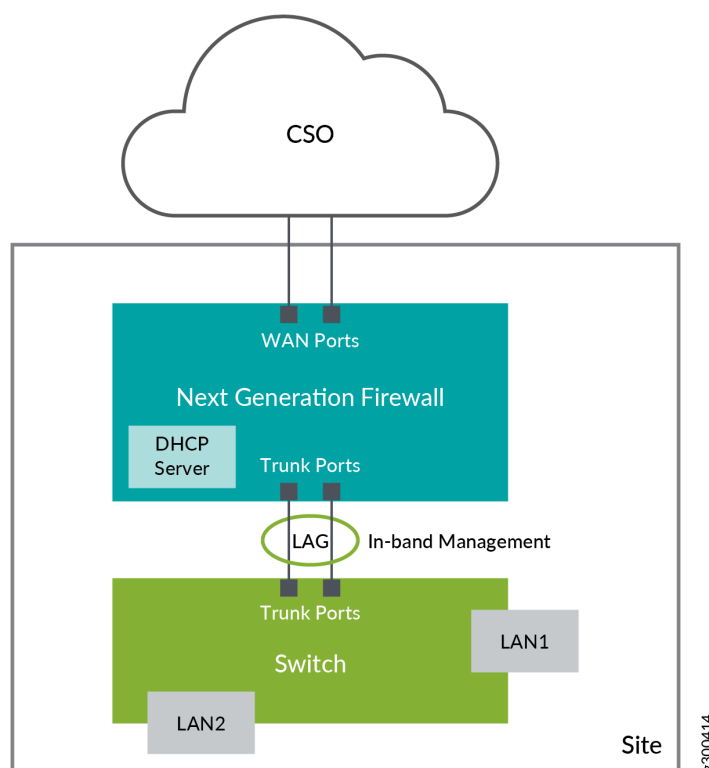 CSO
WAN Ports
Next Generation Firewall
DHCP
Server
Trunk Ports
LAG
In-band Management
Trunk Ports
Switch
LAN1
LAN2
Site